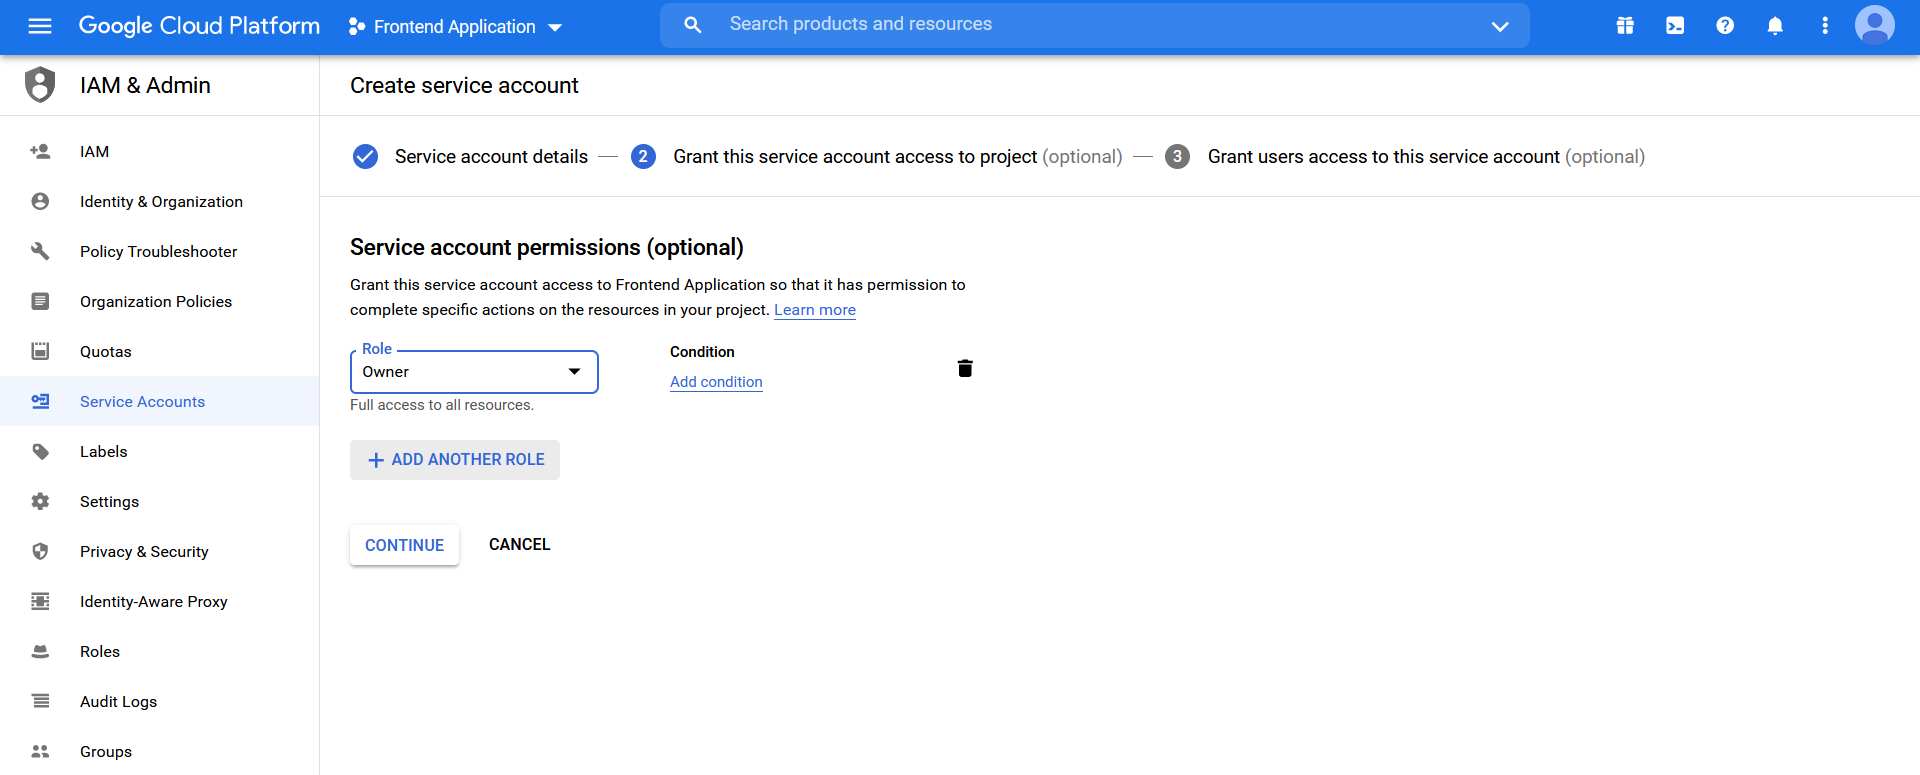 Google Cloud Platform
Frontend Application
Search products and resources
IAM & Admin
Create service account
IAM
Identity & Organization
Policy Troubleshooter
Organization Policies
Quotas
Service Accounts
Labels
Settings
Privacy & Security
Identity-Aware Proxy
Roles
Audit Logs
Groups
Service account details
2 Grant this service account access to project (optional)
3 Grant users access to this service account (optional)
Service account permissions (optional)
Grant this service account access to Frontend Application so that it has permission to
complete specific actions on the resources in your project. Learn more
Role
Owner
Full access to all resources.
Condition
Add condition
+ ADD ANOTHER ROLE
CONTINUE
CANCEL